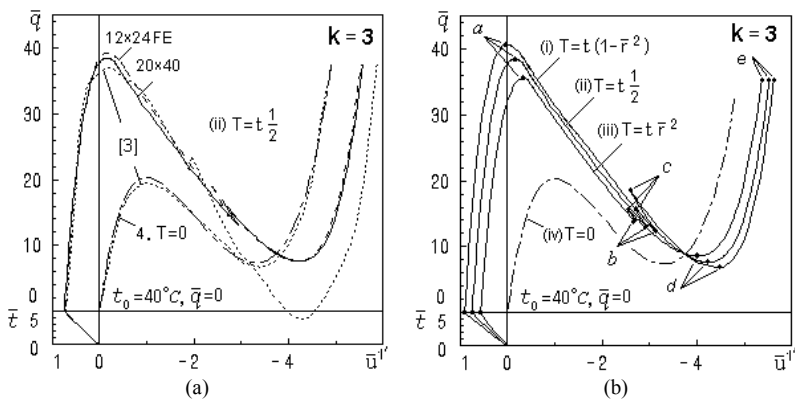 q̄
40
30
20
10
0
t̄ 5
0
12×24 FE
20×40
k = 3
(ii) T=t 1/2
[3]
4. T=0
t₀=40°C, q̄=0
1 0 -2 -4 ū¹′
(a)
q̄
40
30
20
10
0
t̄ 5
0
a
k = 3
(i) T=t(1-r̄²)
e
(ii) T=t 1/2
(iii) T=t r̄²
c
(iv) T=0
b
d
t₀=40°C, q̄=0
1 0 -2 -4 ū¹′
(b)